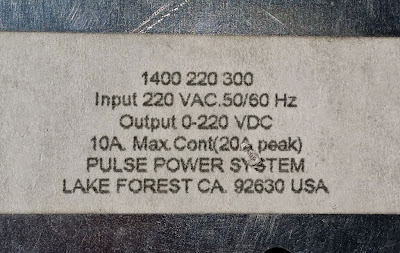 1400 220 300
Input 220 VAC.50/60 Hz
Output 0-220 VDC
10A. Max.Cont(20A peak)
PULSE POWER SYSTEM
LAKE FOREST CA. 92630 USA